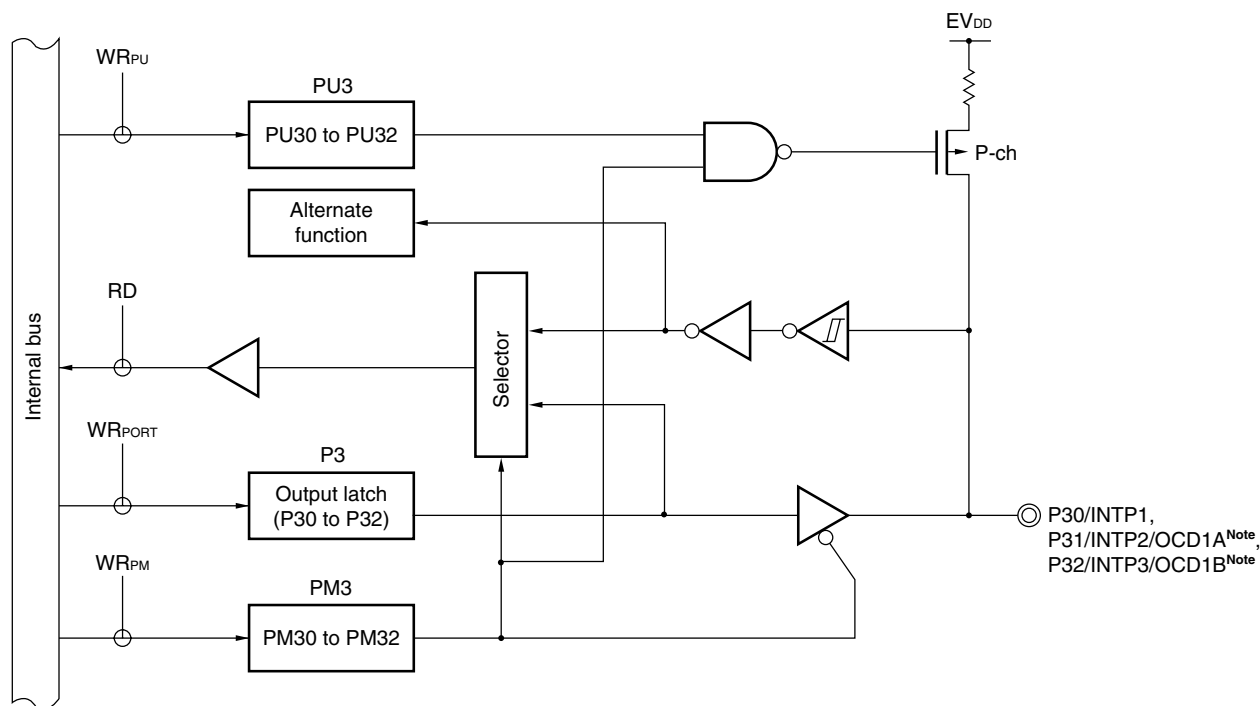 EVDD
WRPU
PU3
PU30 to PU32
P-ch
Alternate
function
RD
Internal bus
Selector
WRPORT
P3
Output latch
(P30 to P32)
P30/INTP1,
P31/INTP2/OCD1ANote,
P32/INTP3/OCD1BNote
WRPM
PM3
PM30 to PM32